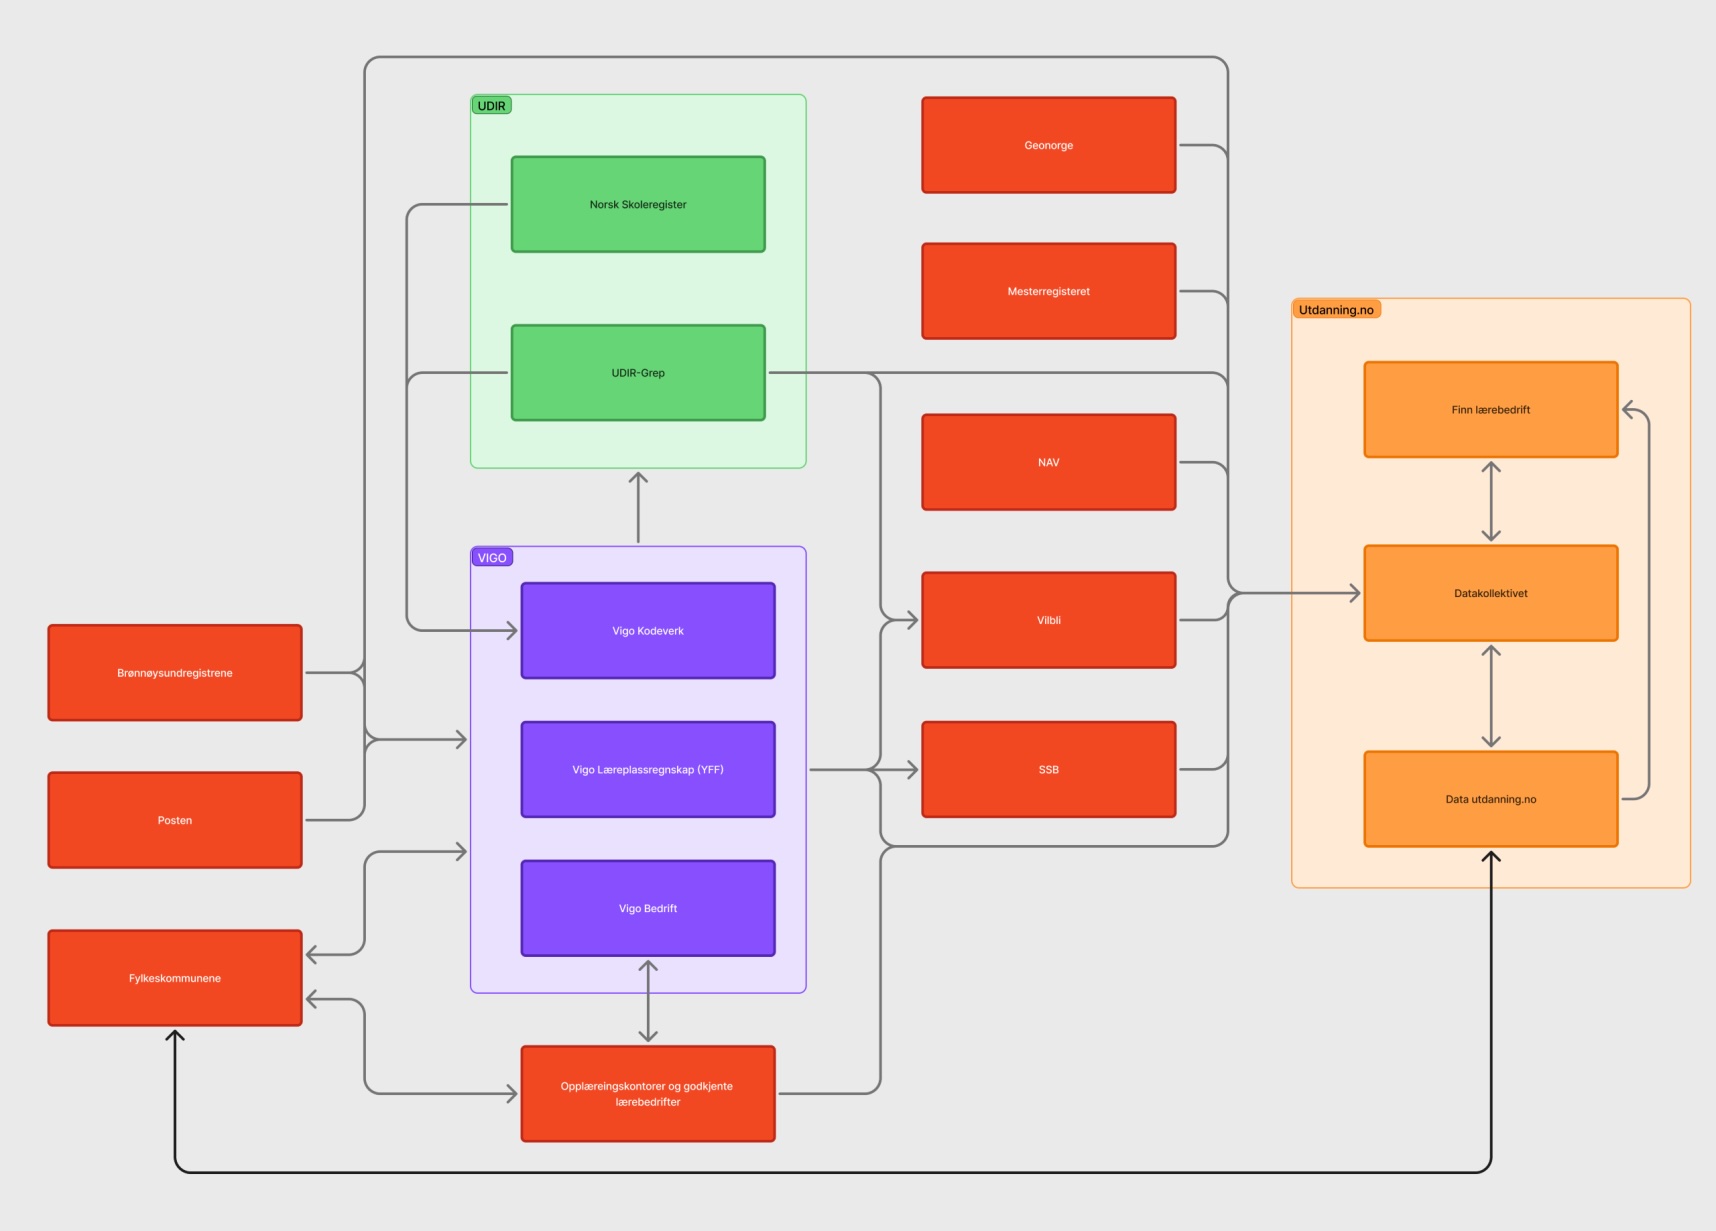 UDIR
Norsk Skoleregister
UDIR-Grep
Geonorge
Mesterregisteret
NAV
Vilbli
SSB
Utdanning.no
Finn lærebedrift
Datakollektivet
Data utdanning.no
VIGO
Vigo Kodeverk
Vigo Læreplassregnskap (YFF)
Vigo Bedrift
Brønnøysundregistrene
Posten
Fylkeskommunene
Opplæreingskontorer og godkjente
lærebedrifter